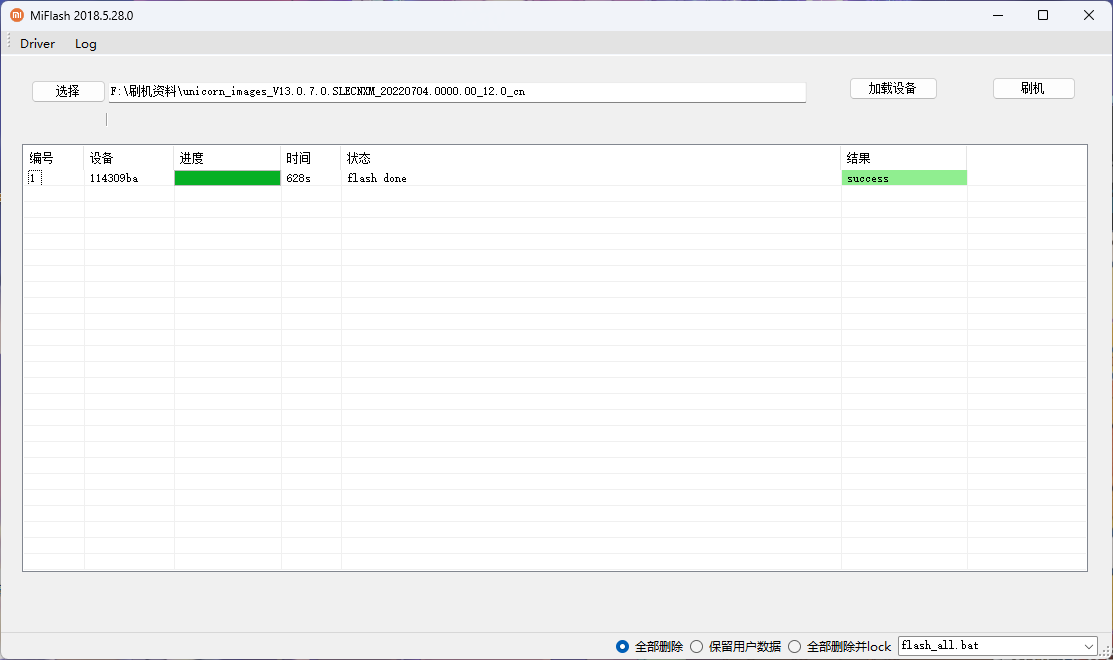 MiFlash 2018.5.28.0
Driver Log
选择 F:\刷机资料\unicorn_images_V13.0.7.0.SLECNXM_20220704.0000.00_12.0_cn 加载设备 刷机
编号 设备 进度 时间 状态 结果
1 114309ba 628s flash done success
全部删除 保留用户数据 全部删除并lock flash_all.bat